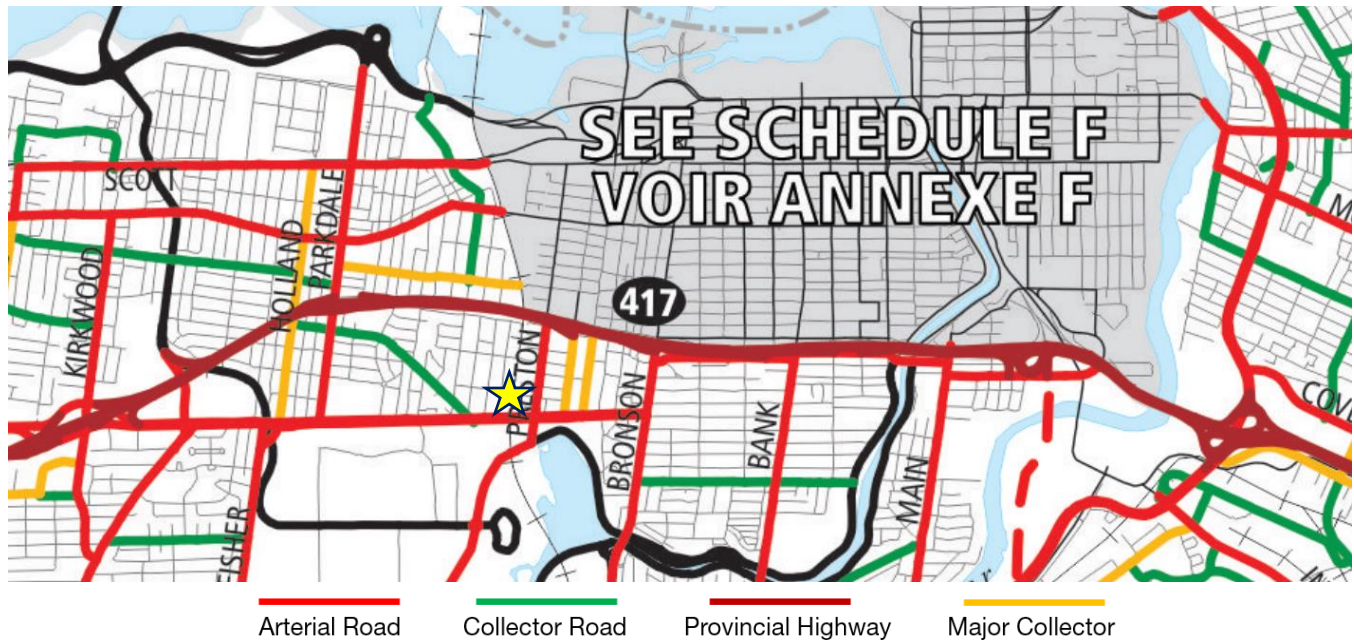 SEE SCHEDULE F
VOIR ANNEXE F
SCOTT
PARKDALE
HOLLAND
KIRKWOOD
417
PRESTON
BRONSON
BANK
MAIN
COVE
Arterial Road
Collector Road
Provincial Highway
Major Collector